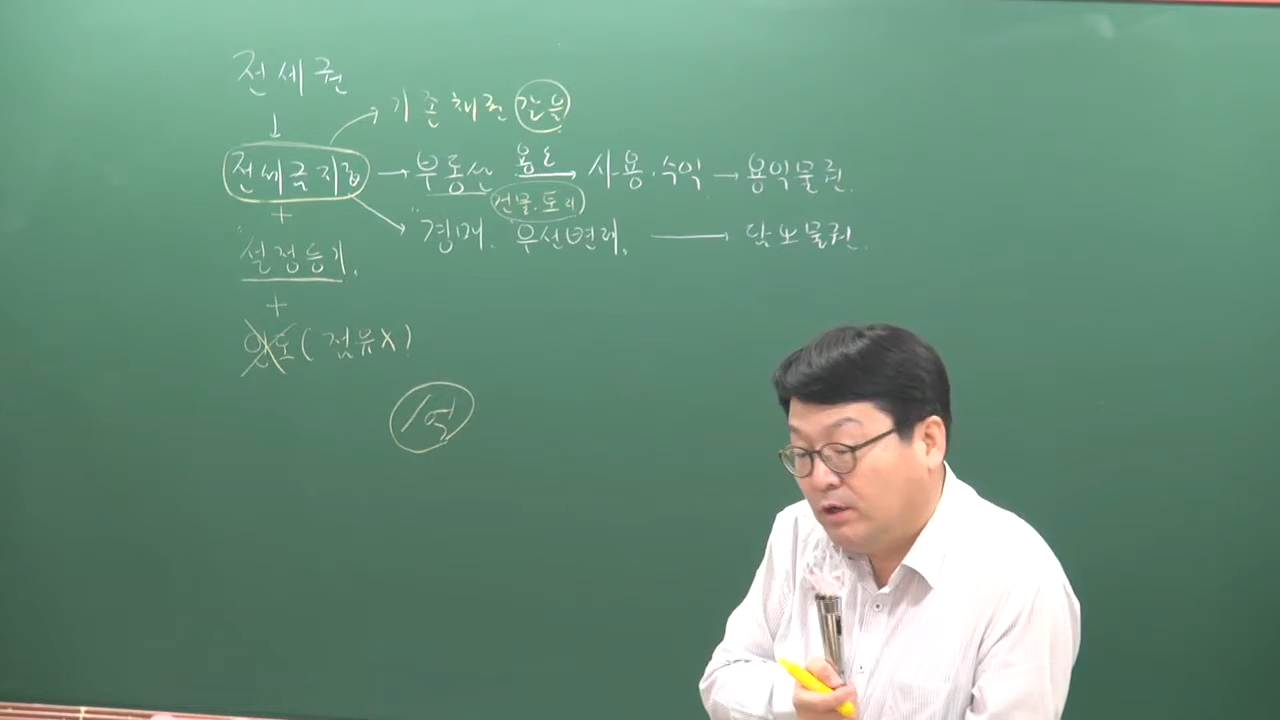 전세권
↓ 기존채권 갈음
전세금지급 → 부동산 용도 → 사용·수익 → 용익물권.
건물·토지
+ "경매. 우선변제. → 담보물권.
"설정등기.
+
인도 (점유X)
1억